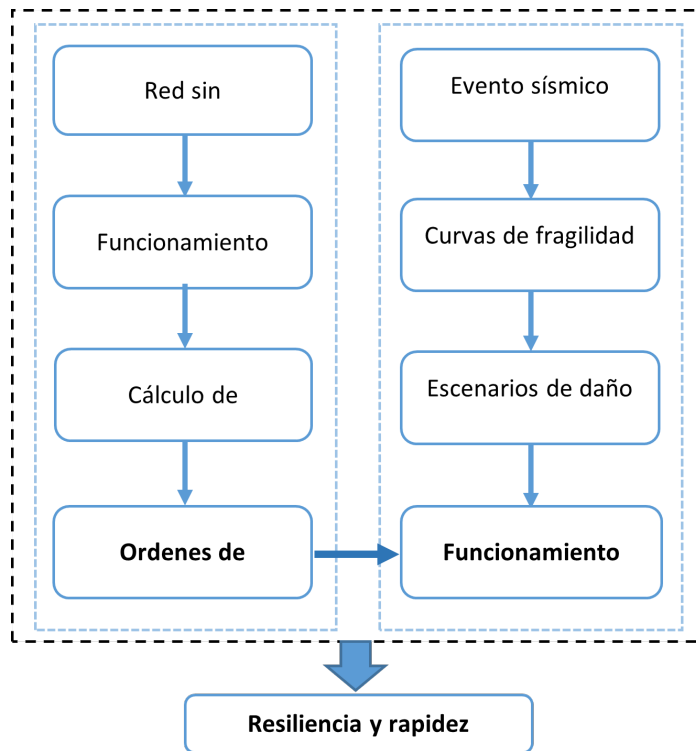 Red sin
Funcionamiento
Cálculo de
Ordenes de
Evento sísmico
Curvas de fragilidad
Escenarios de daño
Funcionamiento
Resiliencia y rapidez